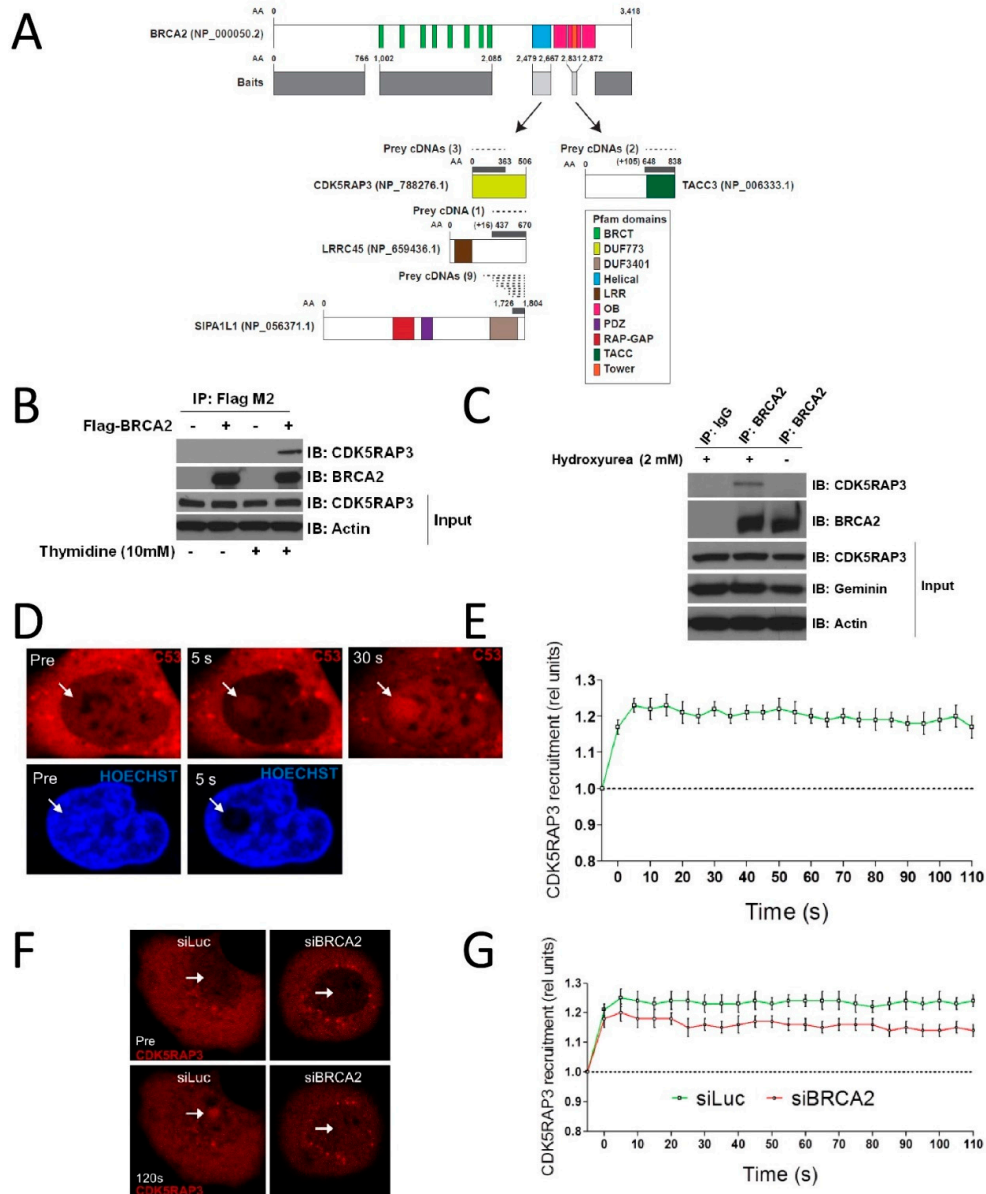 A
AA 0 3,418
BRCA2 (NP_000050.2)
AA 0 766 1,002 2,085 2,479 2,667 2,831 2,872
Baits
Prey cDNAs (3)
AA 0 363 506
CDK5RAP3 (NP_788276.1)
Prey cDNAs (2)
AA 0 (+105) 648 838
TACC3 (NP_006333.1)
Prey cDNA (1)
AA 0 (+16) 437 670
LRRC45 (NP_659436.1)
Prey cDNAs (9)
AA 0 1,726 1,804
SIPA1L1 (NP_056371.1)
Pfam domains
BRCT
DUF773
DUF3401
Helical
LRR
OB
PDZ
RAP-GAP
TACC
Tower
B
IP: Flag M2
Flag-BRCA2 - + - +
IB: CDK5RAP3
IB: BRCA2
IB: CDK5RAP3
IB: Actin
Input
Thymidine (10mM) - - + +
C
IP: IgG
IP: BRCA2
IP: BRCA2
Hydroxyurea (2 mM) + + -
IB: CDK5RAP3
IB: BRCA2
IB: CDK5RAP3
IB: Geminin
IB: Actin
Input
D
Pre C53
5 s C53
30 s C53
Pre HOECHST
5 s HOECHST
E
CDK5RAP3 recruitment (rel units)
1.3
1.2
1.1
1.0
0.9
0.8
0 10 20 30 40 50 60 70 80 90 100 110
Time (s)
F
siLuc siBRCA2
Pre
CDK5RAP3
siLuc siBRCA2
120s
CDK5RAP3
G
CDK5RAP3 recruitment (rel units)
1.3
1.2
1.1
1.0
0.9
0.8
siLuc siBRCA2
0 10 20 30 40 50 60 70 80 90 100 110
Time (s)